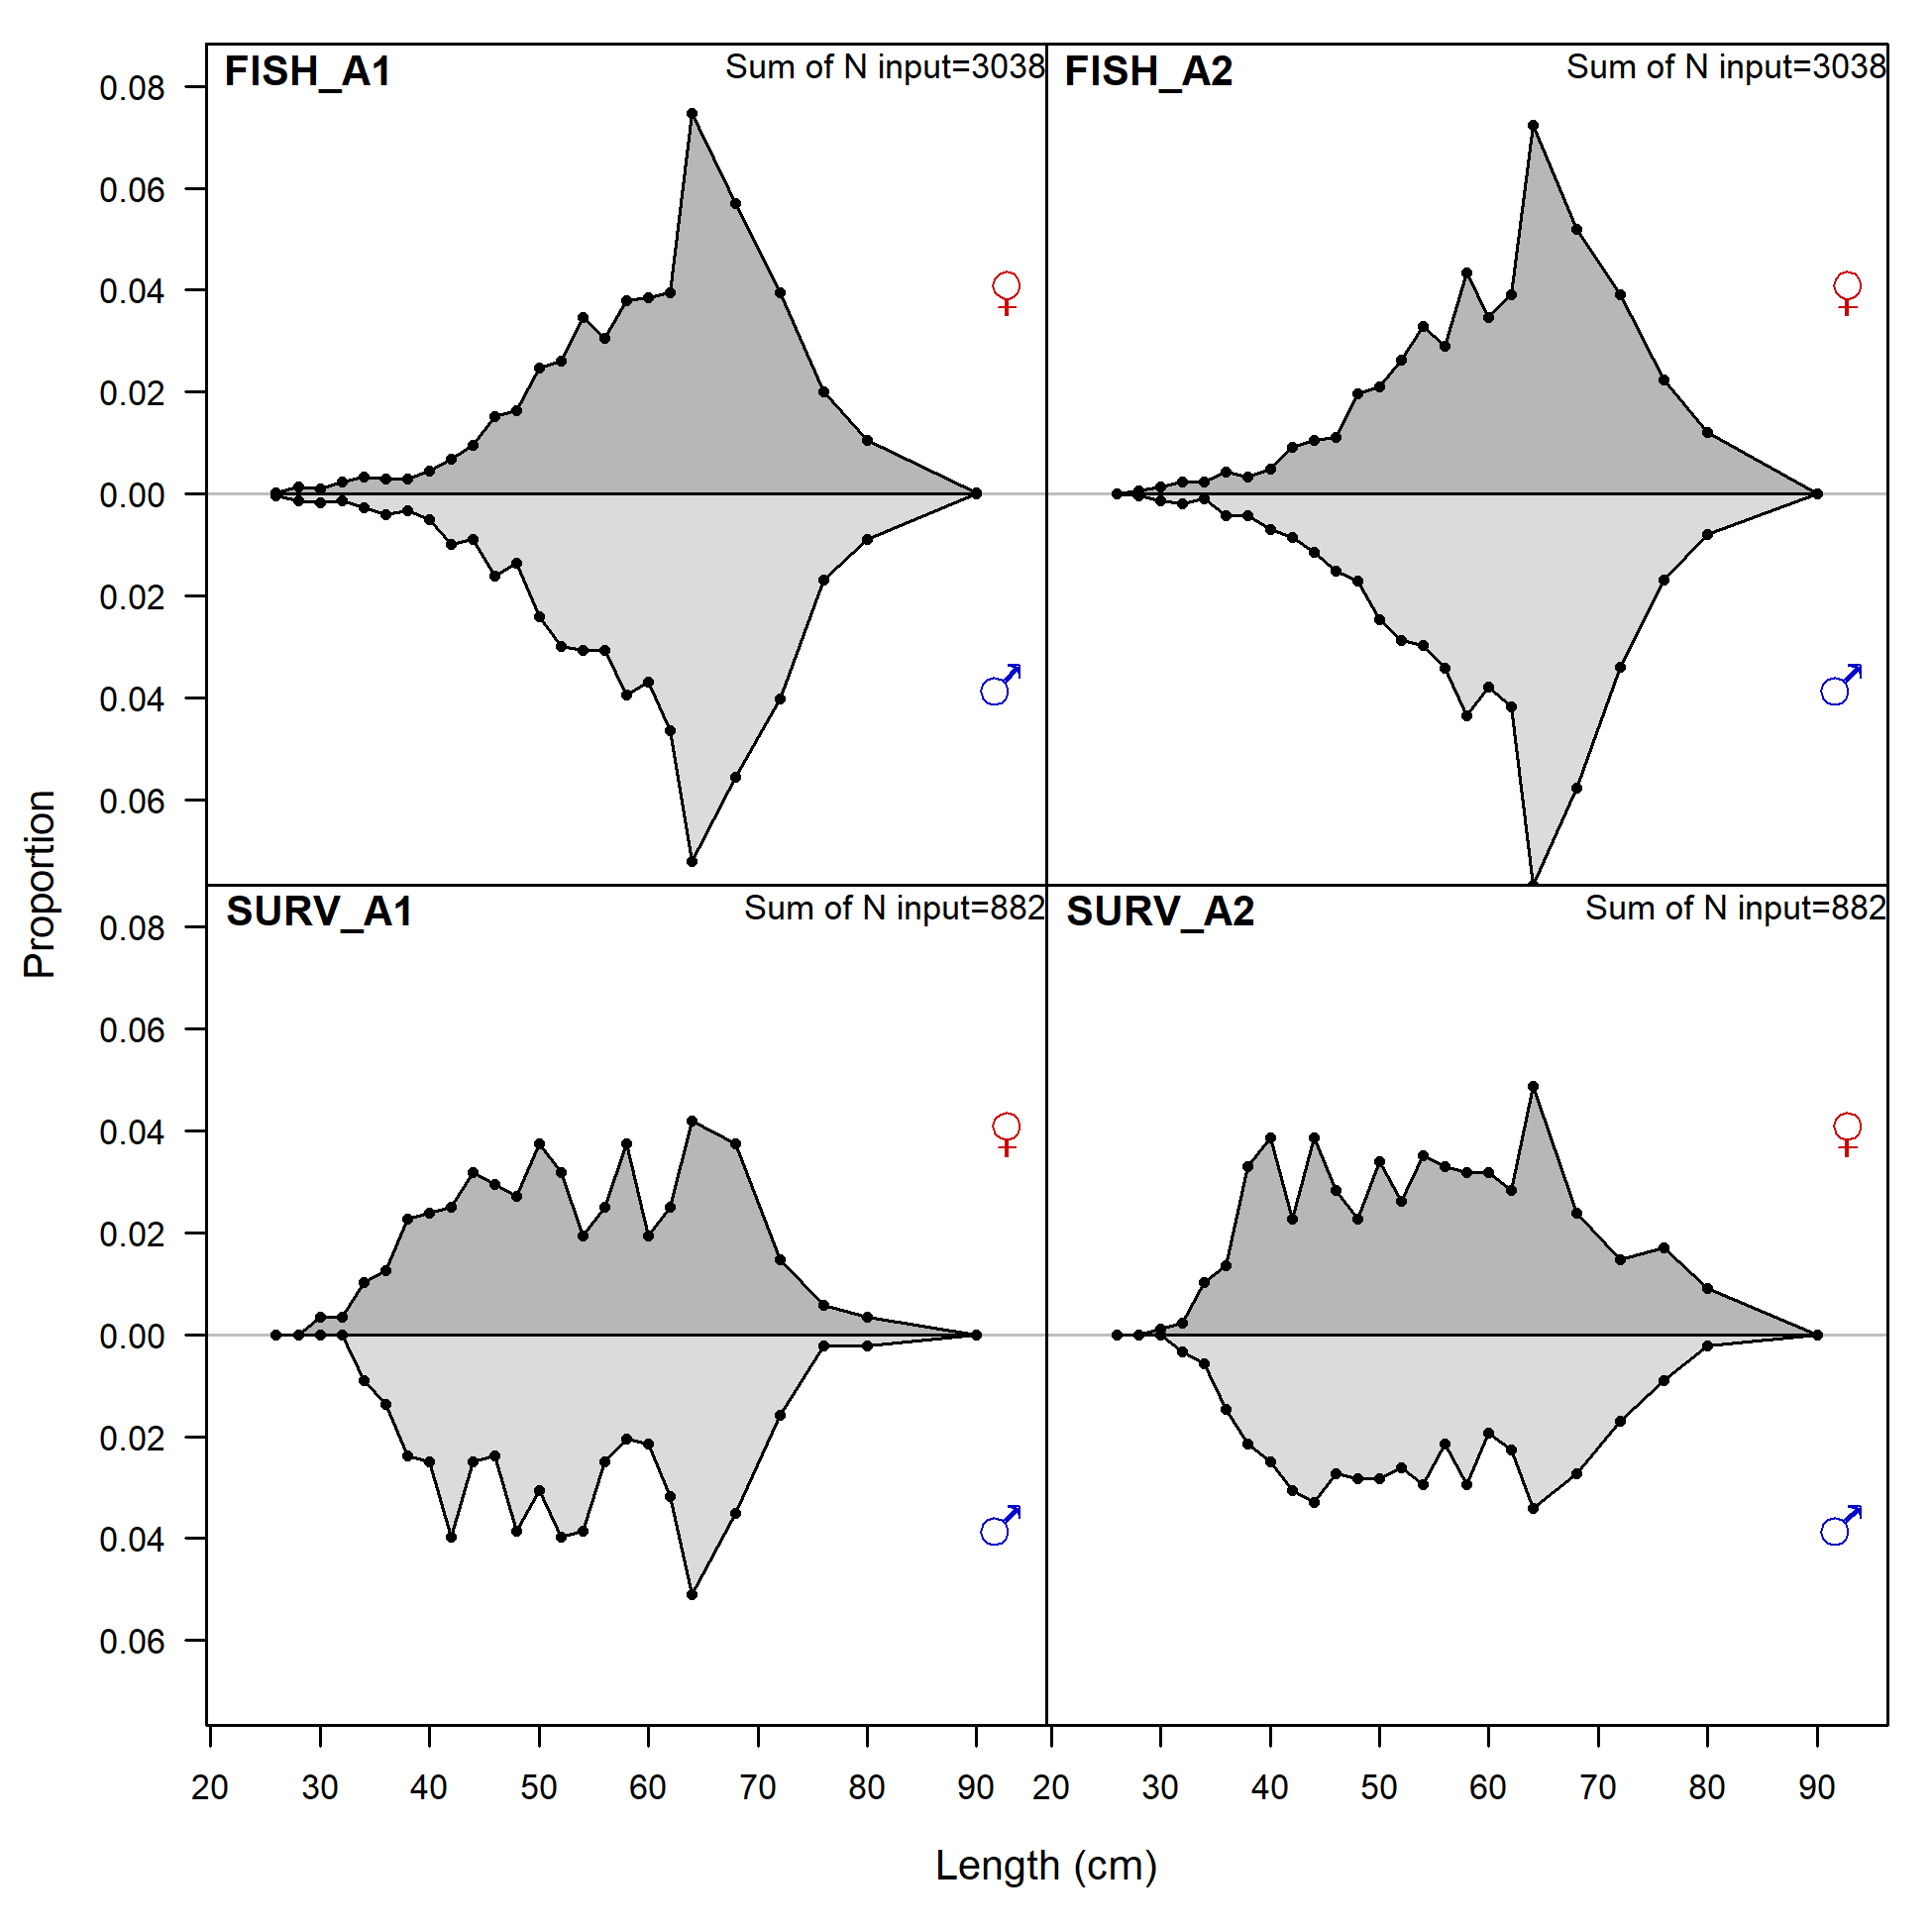 FISH_A1
Sum of N input=3038
FISH_A2
Sum of N input=3038
0.08
0.06
0.04
♀
♀
0.02
0.00
0.02
0.04
♂
♂
0.06
Proportion
SURV_A1
Sum of N input=882
SURV_A2
Sum of N input=882
0.08
0.06
0.04
♀
♀
0.02
0.00
0.02
0.04
♂
♂
0.06
20 30 40 50 60 70 80 90 20 30 40 50 60 70 80 90
Length (cm)